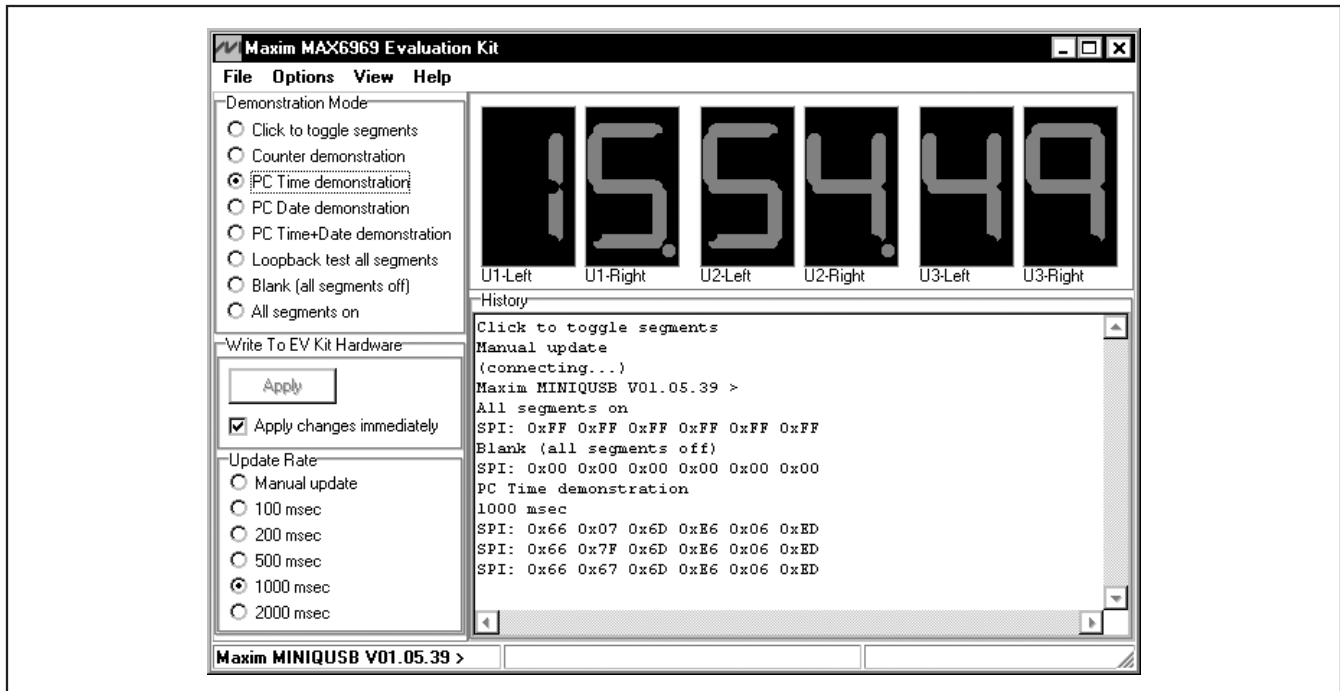 Maxim MAX6969 Evaluation Kit
File Options View Help
Demonstration Mode
Click to toggle segments
Counter demonstration
PC Time demonstration
PC Date demonstration
PC Time+Date demonstration
Loopback test all segments
Blank (all segments off)
All segments on
Write To EV Kit Hardware
Apply
Apply changes immediately
Update Rate
Manual update
100 msec
200 msec
500 msec
1000 msec
2000 msec
15.54.49
U1-Left U1-Right U2-Left U2-Right U3-Left U3-Right
History
Click to toggle segments
Manual update
(connecting...)
Maxim MINIQUSB V01.05.39 >
All segments on
SPI: 0xFF 0xFF 0xFF 0xFF 0xFF 0xFF
Blank (all segments off)
SPI: 0x00 0x00 0x00 0x00 0x00 0x00
PC Time demonstration
1000 msec
SPI: 0x66 0x07 0x6D 0xE6 0x06 0xED
SPI: 0x66 0x7F 0x6D 0xE6 0x06 0xED
SPI: 0x66 0x67 0x6D 0xE6 0x06 0xED
Maxim MINIQUSB V01.05.39 >